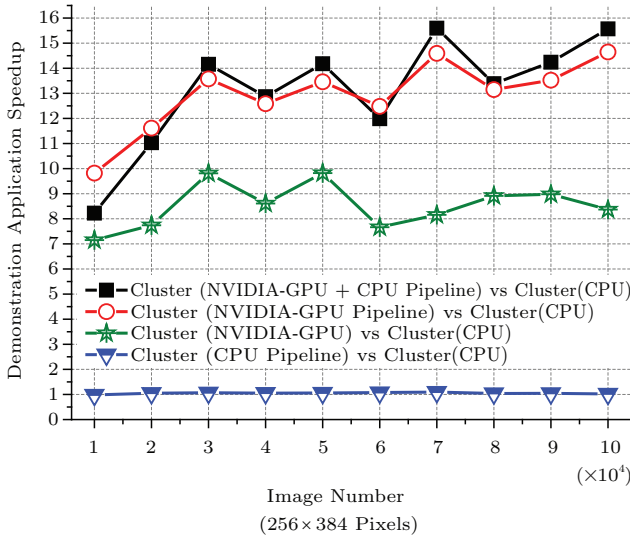 16
15
14
13
12
11
10
9
8
7
6
5
4
3
2
1
0
Demonstration Application Speedup
Cluster (NVIDIA-GPU + CPU Pipeline) vs Cluster(CPU)
Cluster (NVIDIA-GPU Pipeline) vs Cluster(CPU)
Cluster (NVIDIA-GPU) vs Cluster(CPU)
Cluster (CPU Pipeline) vs Cluster(CPU)
1 2 3 4 5 6 7 8 9 10
(×10⁴)
Image Number
(256×384 Pixels)